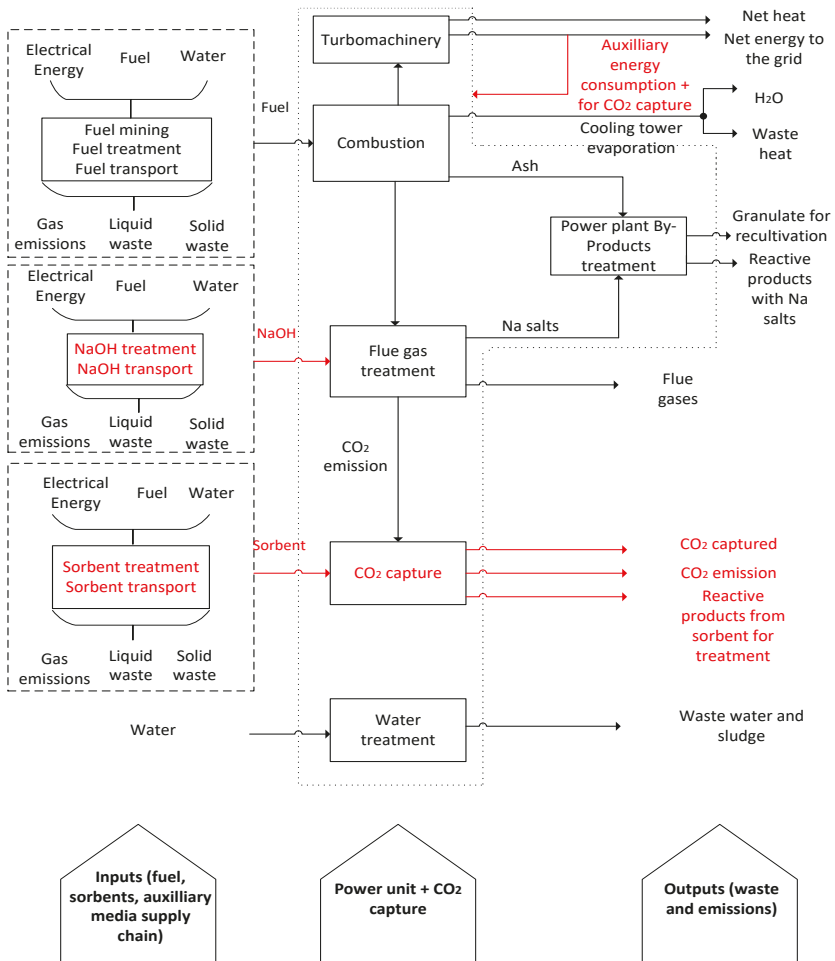 Electrical
Energy
Fuel
Water
Fuel mining
Fuel treatment
Fuel transport
Gas
emissions
Liquid
waste
Solid
waste
Fuel
Turbomachinery
Combustion
Net heat
Net energy to
the grid
Auxilliary
energy
consumption +
for CO₂ capture
H₂O
Cooling tower
evaporation
Waste
heat
Ash
Power plant By-
Products
treatment
Granulate for
recultivation
Reactive
products
with Na
salts
Electrical
Energy
Fuel
Water
NaOH treatment
NaOH transport
Gas
emissions
Liquid
waste
Solid
waste
NaOH
Flue gas
treatment
Na salts
Flue
gases
CO₂
emission
Electrical
Energy
Fuel
Water
Sorbent treatment
Sorbent transport
Gas
emissions
Liquid
waste
Solid
waste
Sorbent
CO₂ capture
CO₂ captured
CO₂ emission
Reactive
products from
sorbent for
treatment
Water
Water
treatment
Waste water and
sludge
Inputs (fuel,
sorbents, auxilliary
media supply
chain)
Power unit + CO₂
capture
Outputs (waste
and emissions)